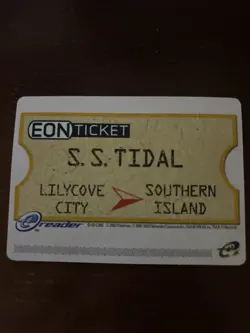 EON TICKET
S.S. TIDAL
LILYCOVE SOUTHERN
CITY ISLAND
e reader